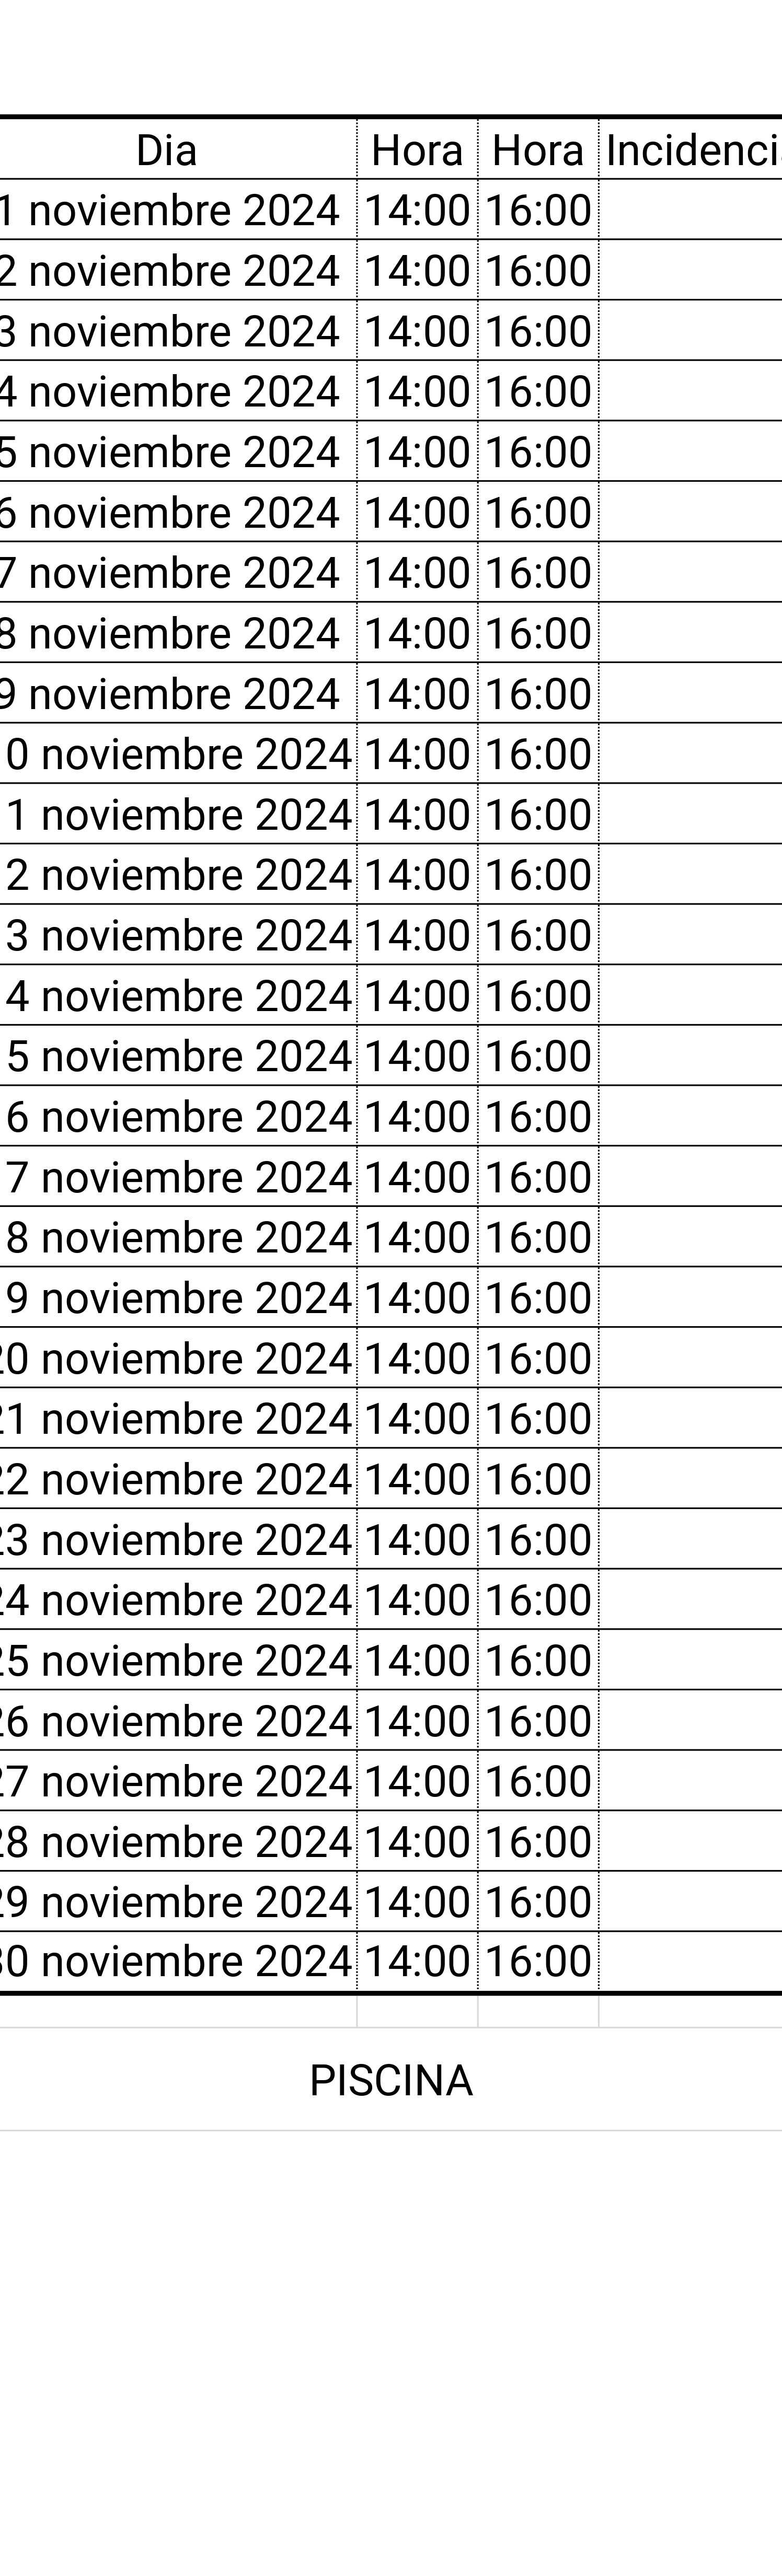 Dia Hora Hora Incidenci
1 noviembre 2024 14:00 16:00
2 noviembre 2024 14:00 16:00
3 noviembre 2024 14:00 16:00
4 noviembre 2024 14:00 16:00
5 noviembre 2024 14:00 16:00
6 noviembre 2024 14:00 16:00
7 noviembre 2024 14:00 16:00
8 noviembre 2024 14:00 16:00
9 noviembre 2024 14:00 16:00
0 noviembre 2024 14:00 16:00
1 noviembre 2024 14:00 16:00
2 noviembre 2024 14:00 16:00
3 noviembre 2024 14:00 16:00
4 noviembre 2024 14:00 16:00
5 noviembre 2024 14:00 16:00
6 noviembre 2024 14:00 16:00
7 noviembre 2024 14:00 16:00
8 noviembre 2024 14:00 16:00
9 noviembre 2024 14:00 16:00
20 noviembre 2024 14:00 16:00
21 noviembre 2024 14:00 16:00
22 noviembre 2024 14:00 16:00
23 noviembre 2024 14:00 16:00
24 noviembre 2024 14:00 16:00
25 noviembre 2024 14:00 16:00
26 noviembre 2024 14:00 16:00
27 noviembre 2024 14:00 16:00
28 noviembre 2024 14:00 16:00
29 noviembre 2024 14:00 16:00
30 noviembre 2024 14:00 16:00
PISCINA